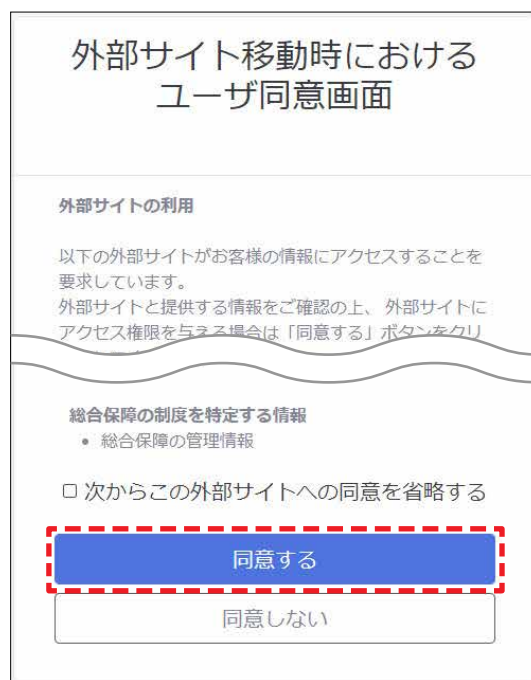 外部サイト移動時における
ユーザ同意画面
外部サイトの利用
以下の外部サイトがお客様の情報にアクセスすることを
要求しています。
外部サイトと提供する情報をご確認の上、 外部サイトに
アクセス権限を与える場合は「同意する」ボタンをクリ
総合保障の制度を特定する情報
• 総合保障の管理情報
次からこの外部サイトへの同意を省略する
同意する
同意しない